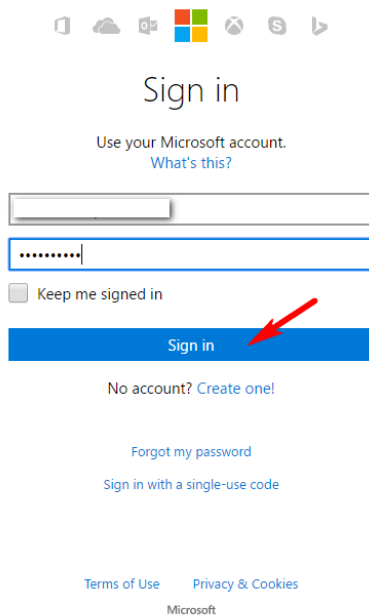 Sign in
Use your Microsoft account.
What's this?
••••••••••
Keep me signed in
Sign in
No account? Create one!
Forgot my password
Sign in with a single-use code
Terms of Use Privacy & Cookies
Microsoft